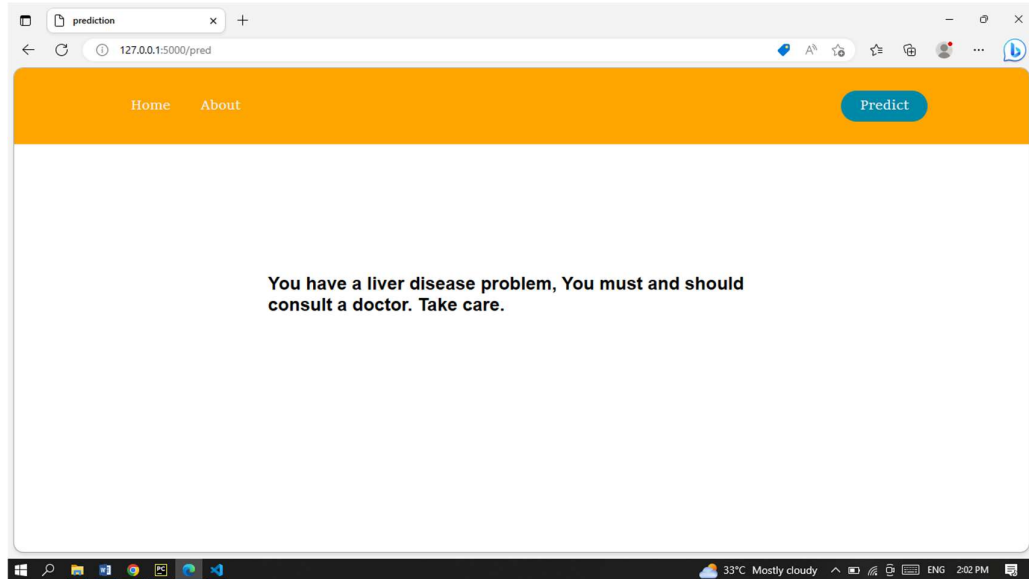 prediction
127.0.0.1:5000/pred
Home About Predict
You have a liver disease problem, You must and should
consult a doctor. Take care.
33°C Mostly cloudy ENG 2:02 PM